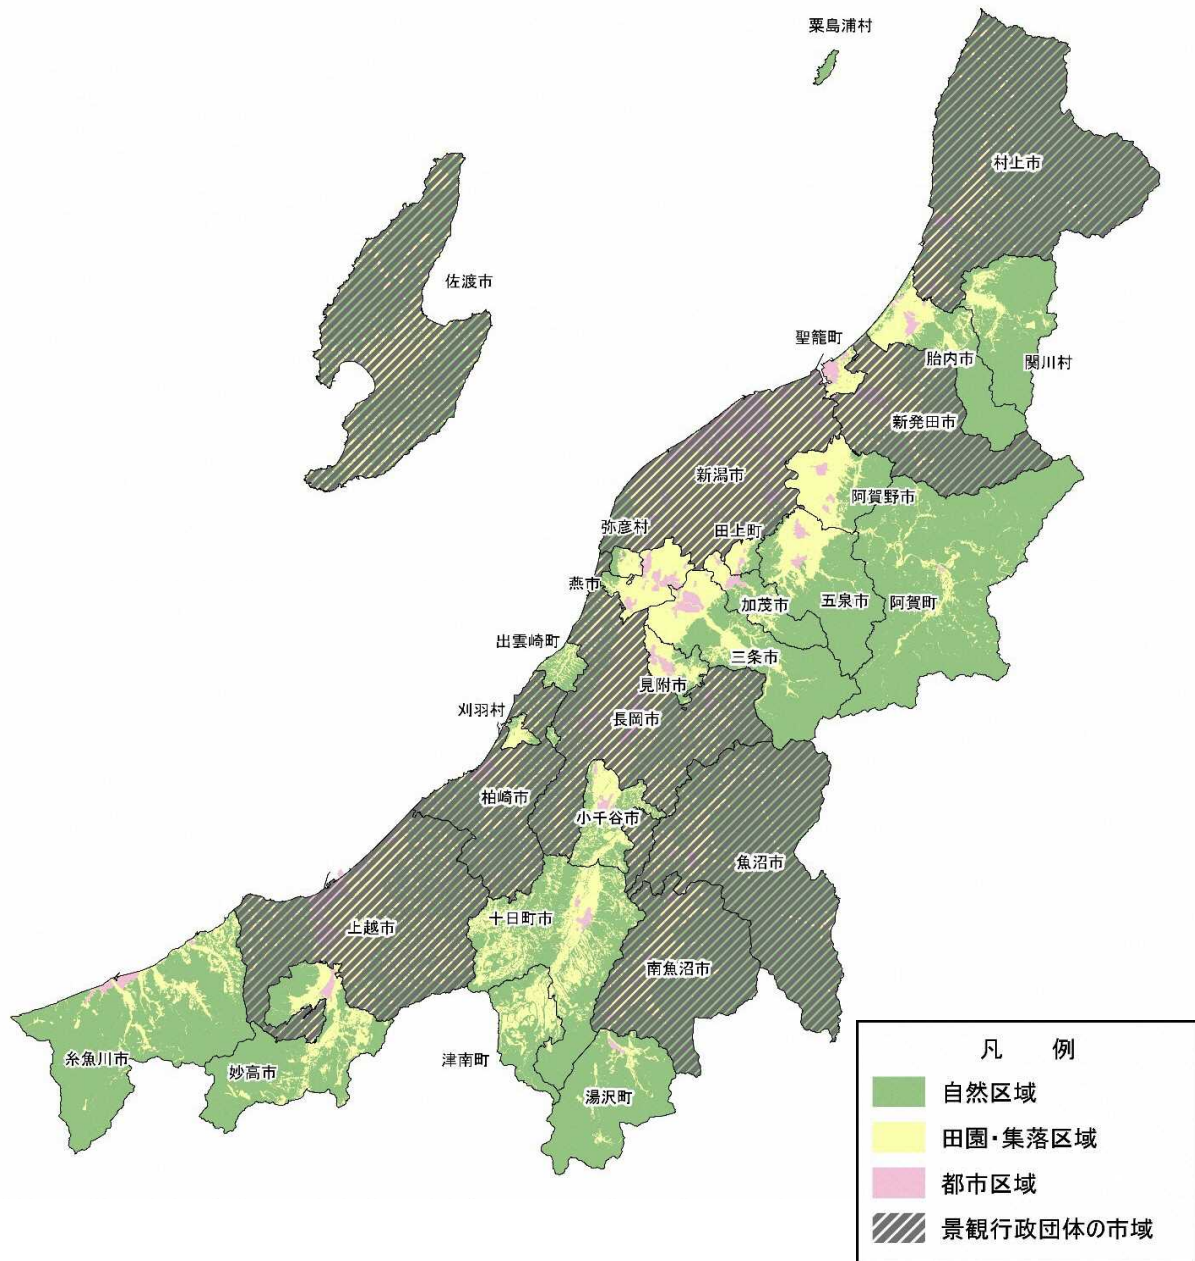 粟島浦村
村上市
佐渡市
聖籠町
胎内市
関川村
新発田市
新潟市
阿賀野市
弥彦村
田上町
燕市
加茂市
五泉市
阿賀町
出雲崎町
三条市
見附市
刈羽村
長岡市
柏崎市
小千谷市
魚沼市
十日町市
上越市
南魚沼市
糸魚川市
妙高市
津南町
湯沢町
凡 例
自然区域
田園・集落区域
都市区域
景観行政団体の市域